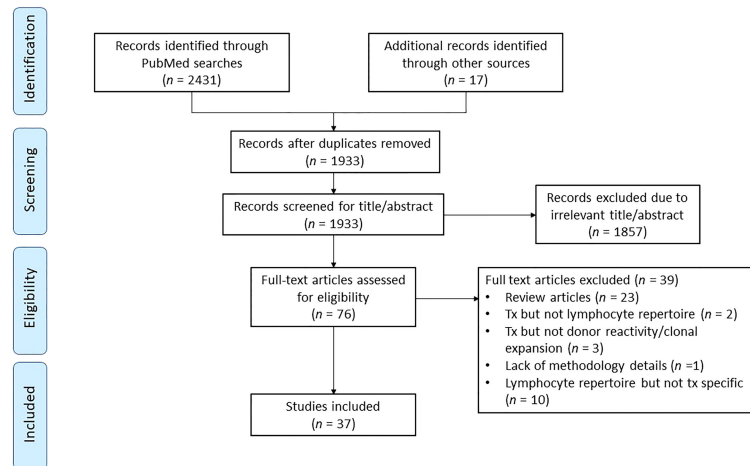 Identification
Records identified through
PubMed searches
(n = 2431)
Additional records identified
through other sources
(n = 17)
Screening
Records after duplicates removed
(n = 1933)
Records screened for title/abstract
(n = 1933)
Records excluded due to
irrelevant title/abstract
(n = 1857)
Eligibility
Full-text articles assessed
for eligibility
(n = 76)
Full text articles excluded (n = 39)
• Review articles (n = 23)
• Tx but not lymphocyte repertoire (n = 2)
• Tx but not donor reactivity/clonal
expansion (n = 3)
• Lack of methodology details (n =1)
• Lymphocyte repertoire but not tx specific
(n = 10)
Included
Studies included
(n = 37)